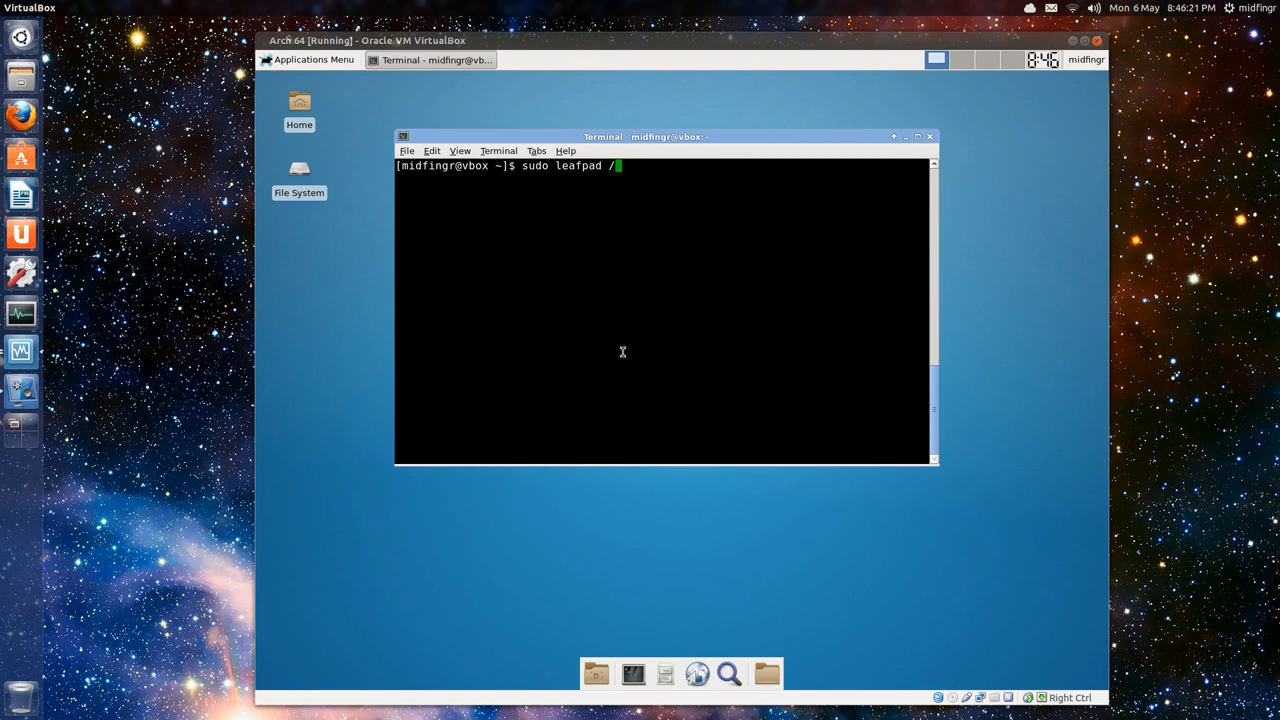 VirtualBox
Mon 6 May
8:46:21 PM
midfingr
Arch 64 [Running] - Oracle VM VirtualBox
Applications Menu
Terminal - midfingr@vb...
8:46
midfingr
Home
File System
Terminal - midfingr@vbox:~
File Edit View Terminal Tabs Help
[midfingr@vbox ~]$ sudo leafpad /
Right Ctrl